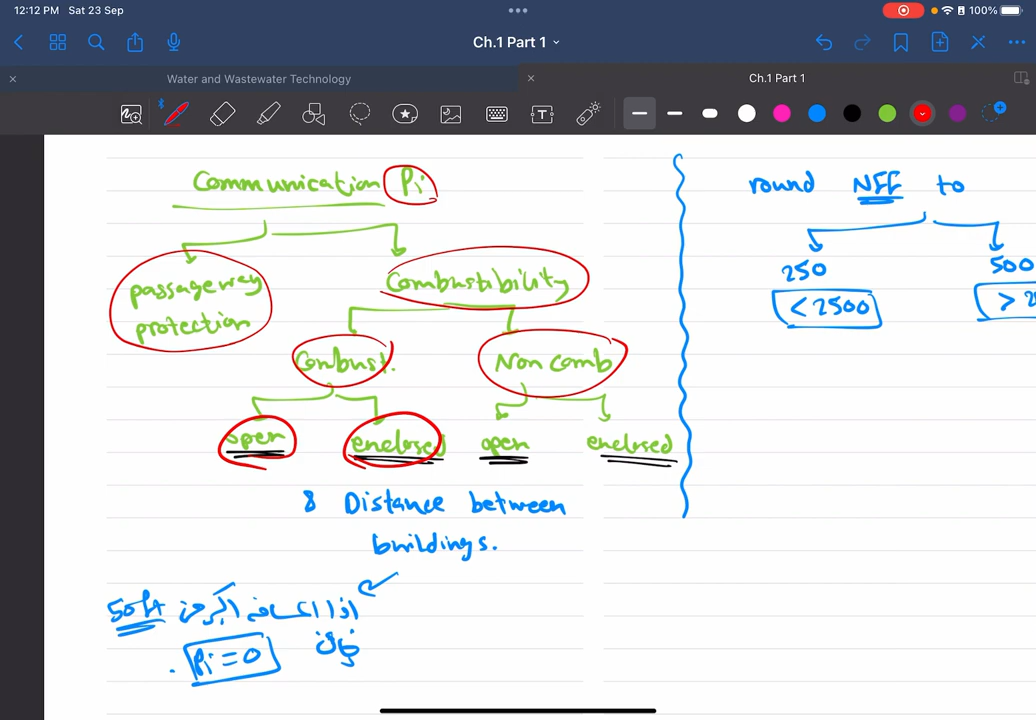 12:12 PM Sat 23 Sep
100%
Ch.1 Part 1
Water and Wastewater Technology
Ch.1 Part 1
Communication Pi
passageway
protection
Combustibility
Combust.
Non comb
open
enclosed
open
enclosed
& Distance between
buildings.
اذا المسافة اكبر من 50ft
فإن
Pi = 0
round NFF to
250
500
< 2500
> 2